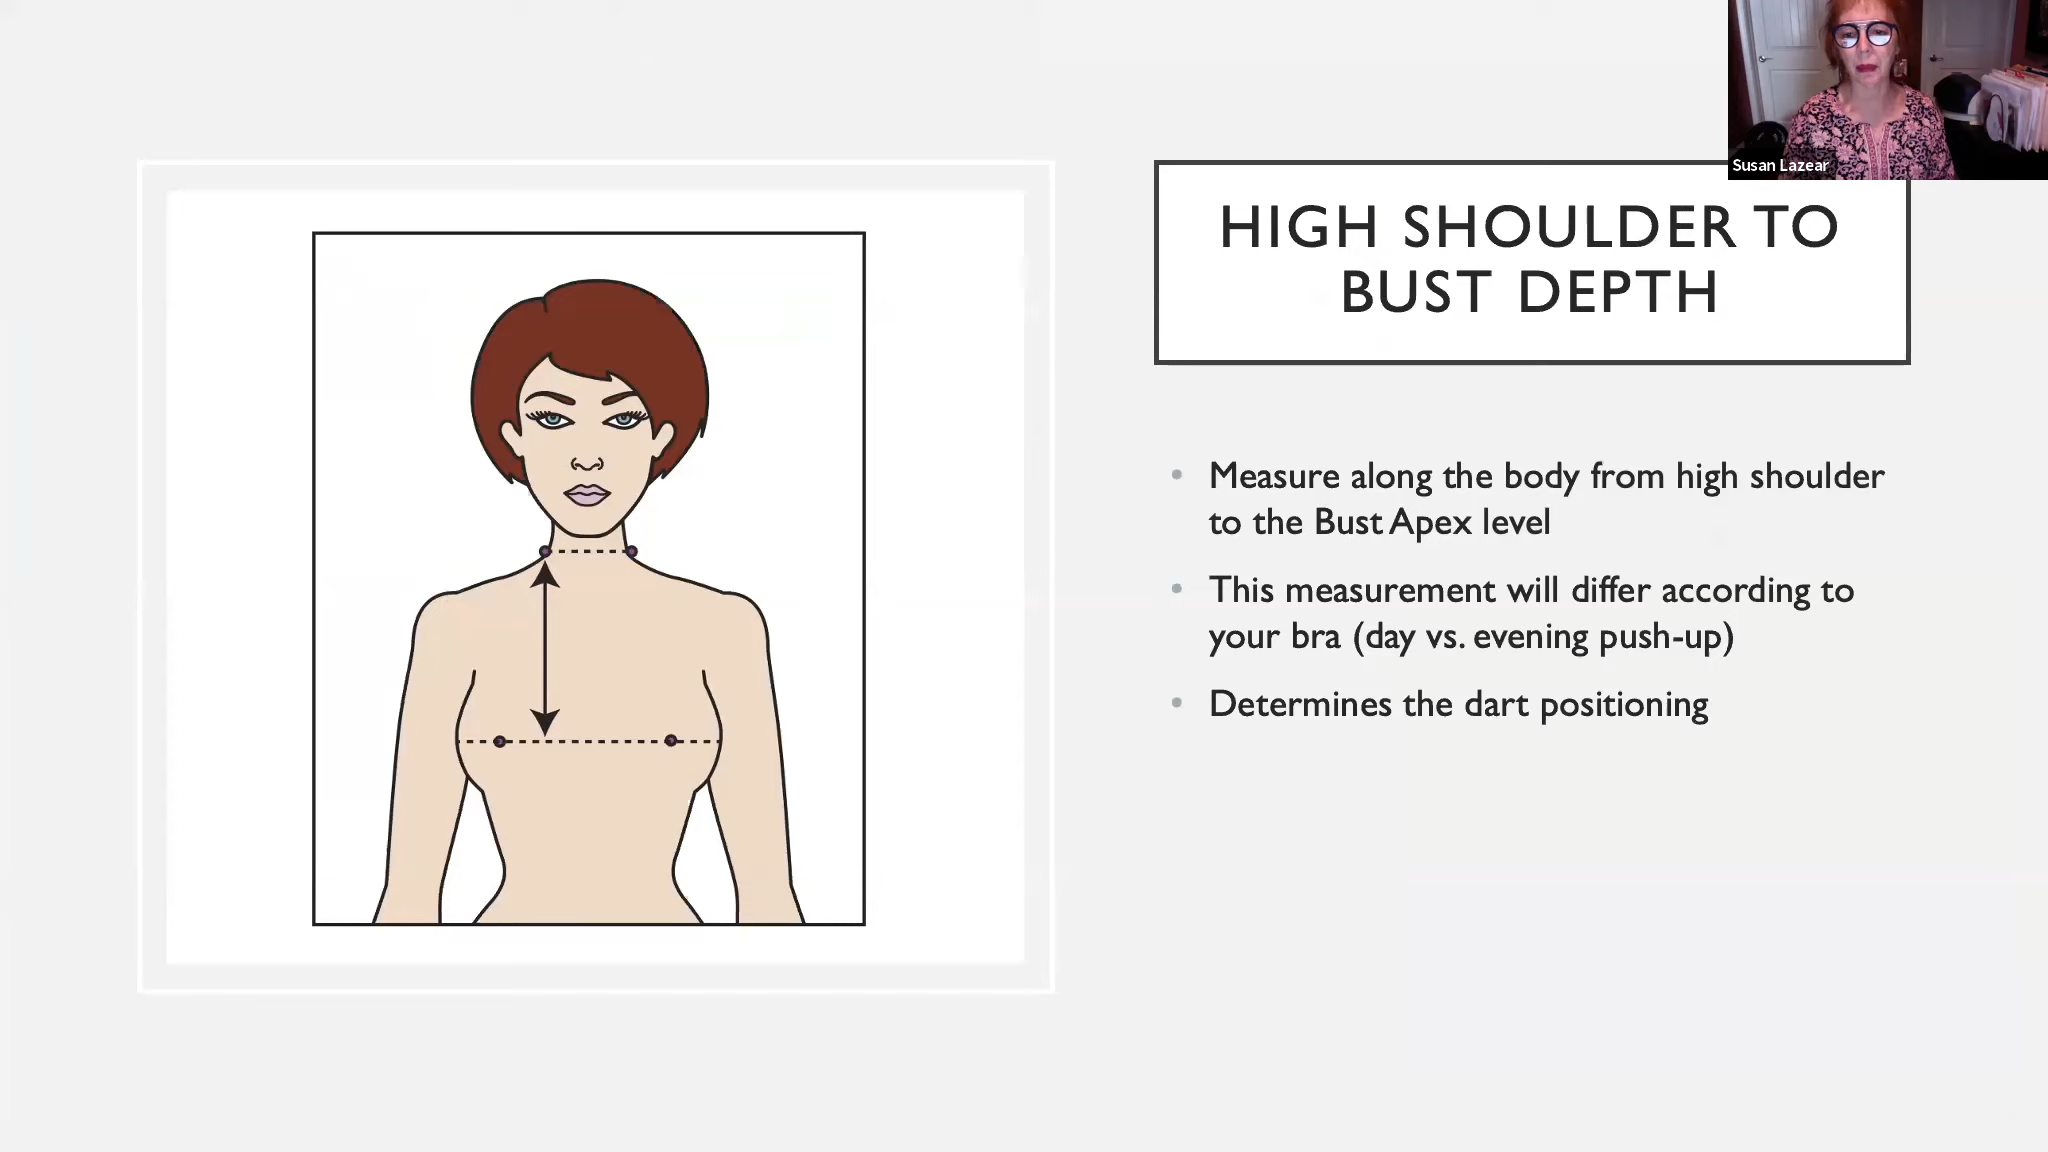 Susan Lazear
HIGH SHOULDER TO
BUST DEPTH
• Measure along the body from high shoulder
to the Bust Apex level
• This measurement will differ according to
your bra (day vs. evening push-up)
• Determines the dart positioning